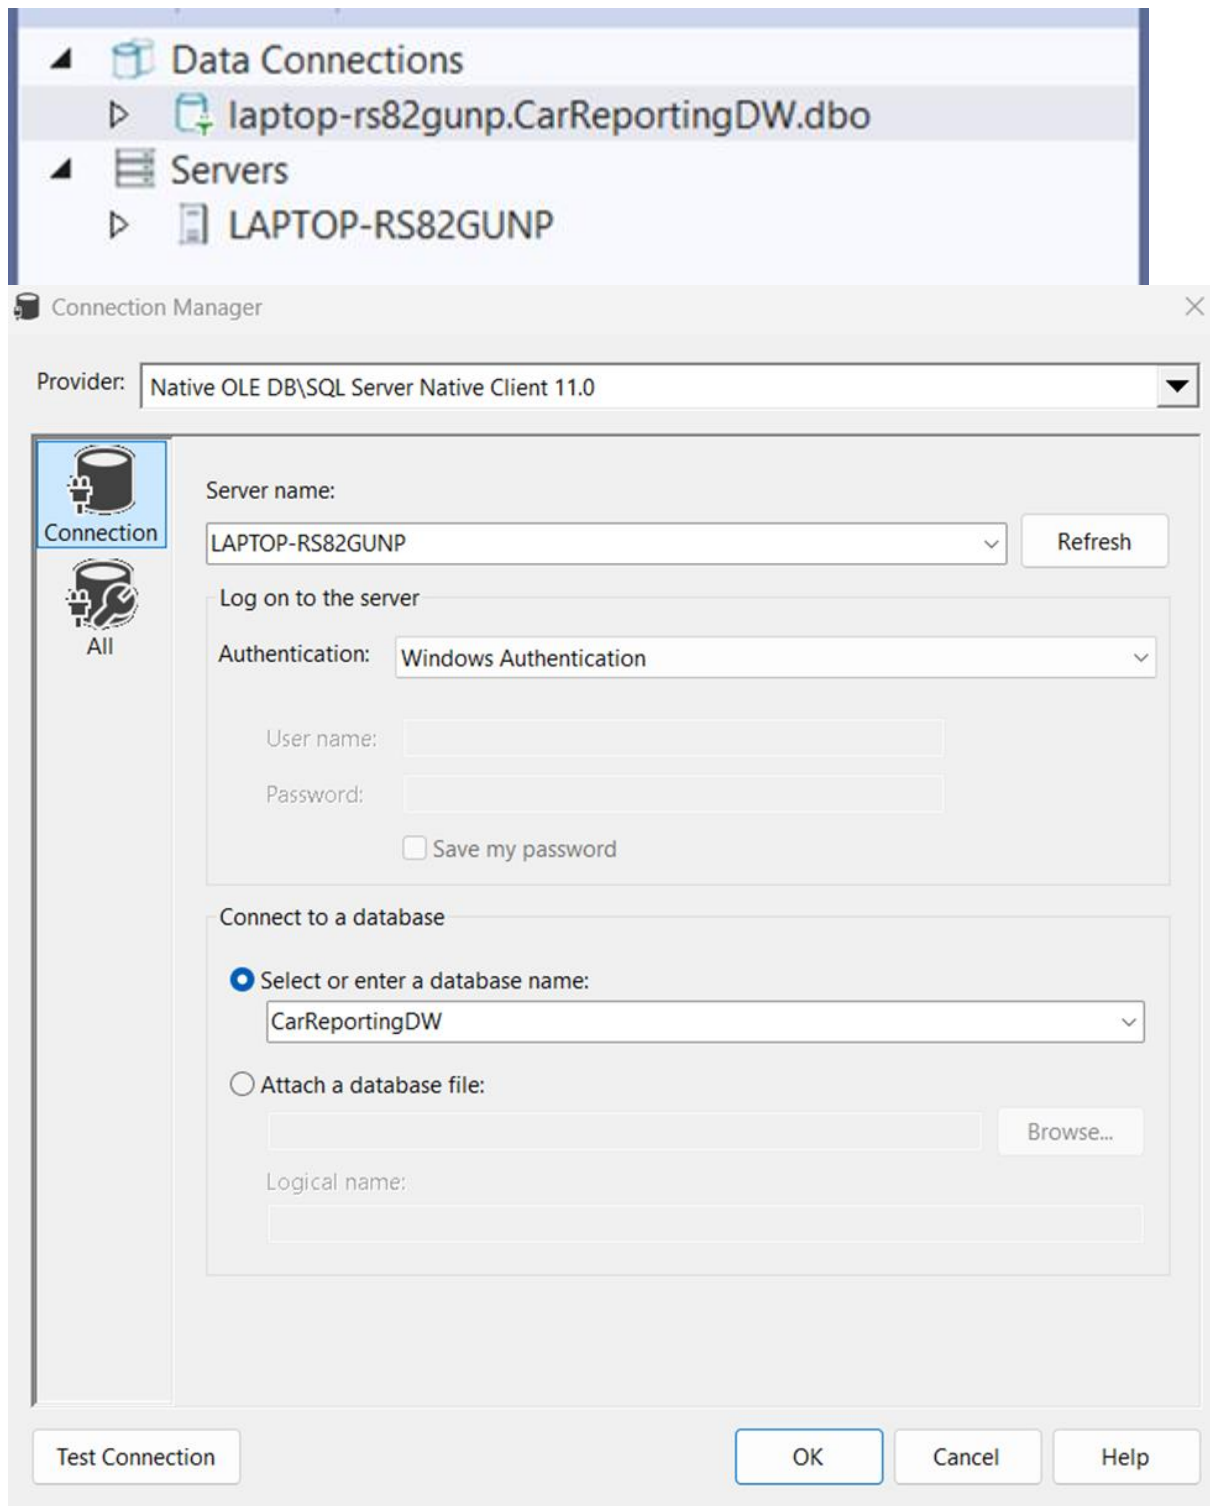 Data Connections
laptop-rs82gunp.CarReportingDW.dbo
Servers
LAPTOP-RS82GUNP
Connection Manager
Provider: Native OLE DB\SQL Server Native Client 11.0
Connection
All
Server name:
LAPTOP-RS82GUNP
Refresh
Log on to the server
Authentication: Windows Authentication
User name:
Password:
Save my password
Connect to a database
Select or enter a database name:
CarReportingDW
Attach a database file:
Browse...
Logical name:
Test Connection OK Cancel Help